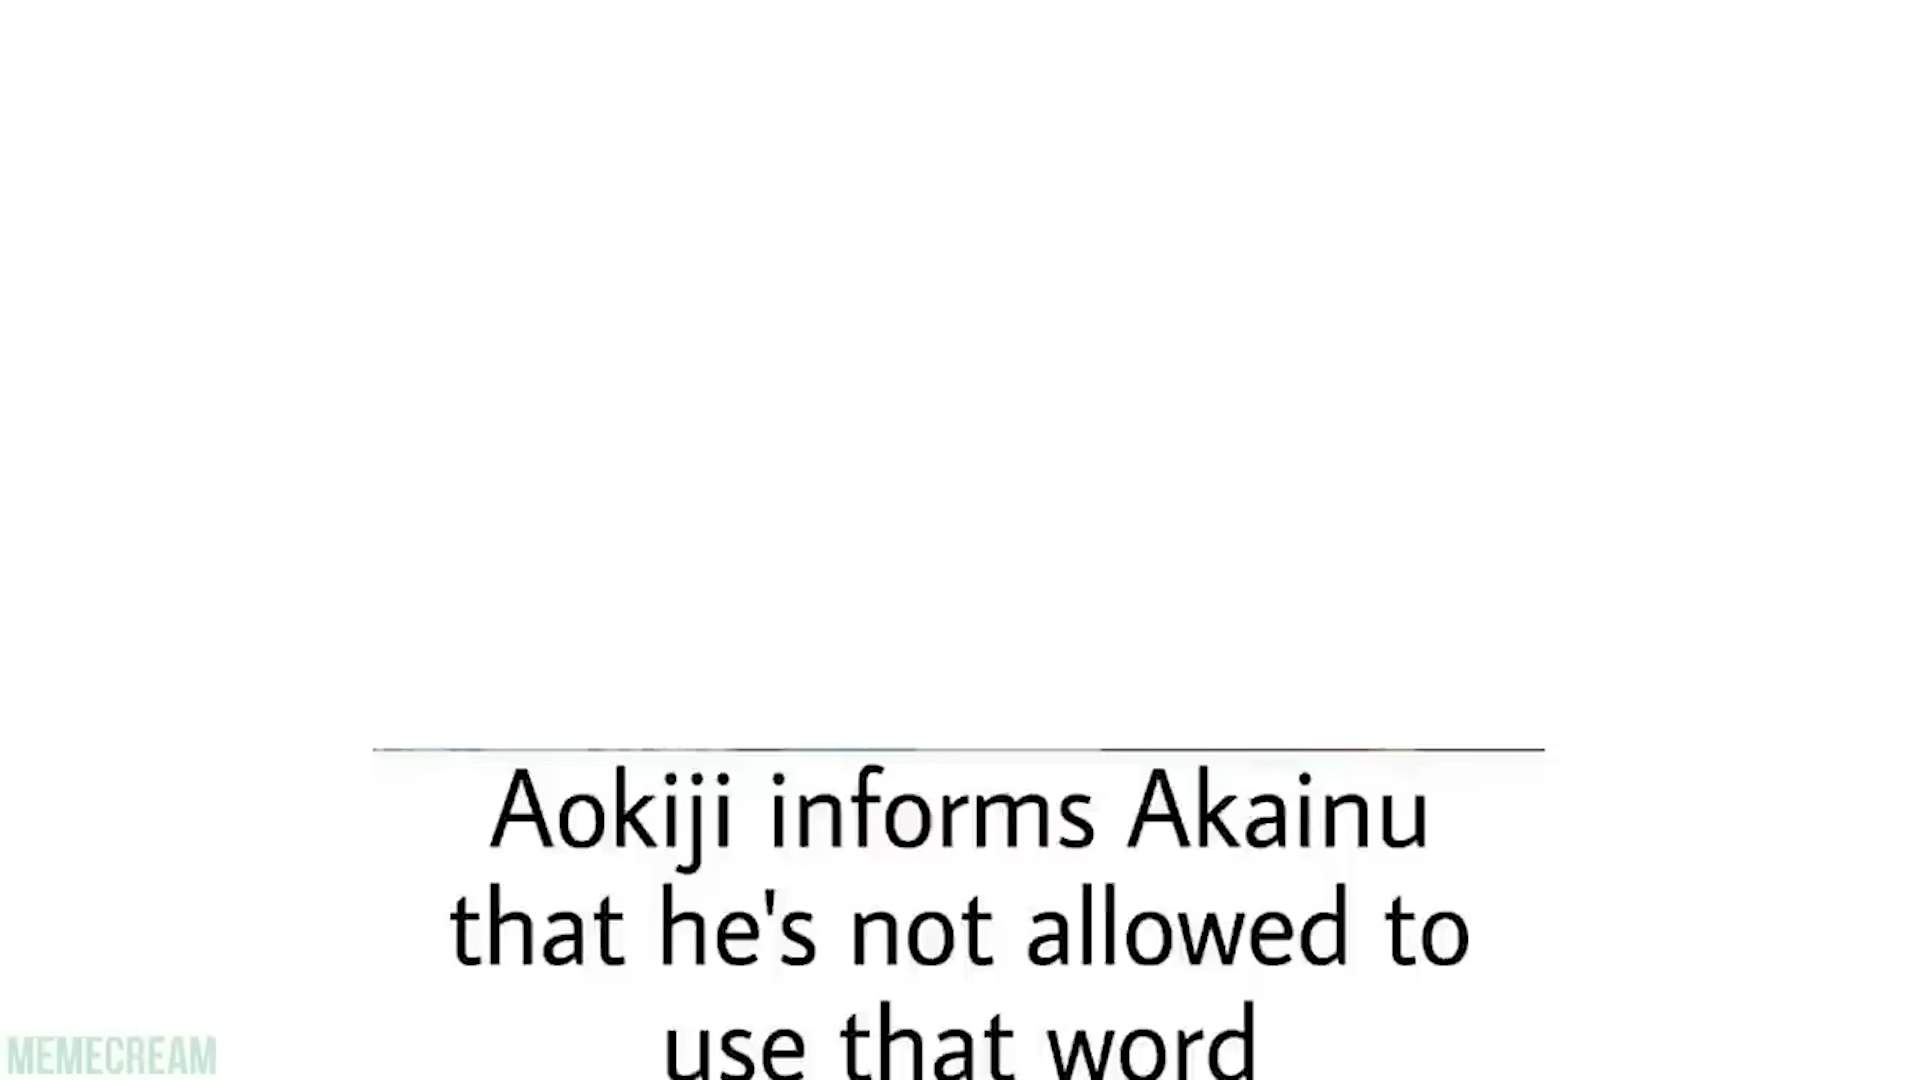 Aokiji informs Akainu
that he's not allowed to
use that word
MEMECREAM